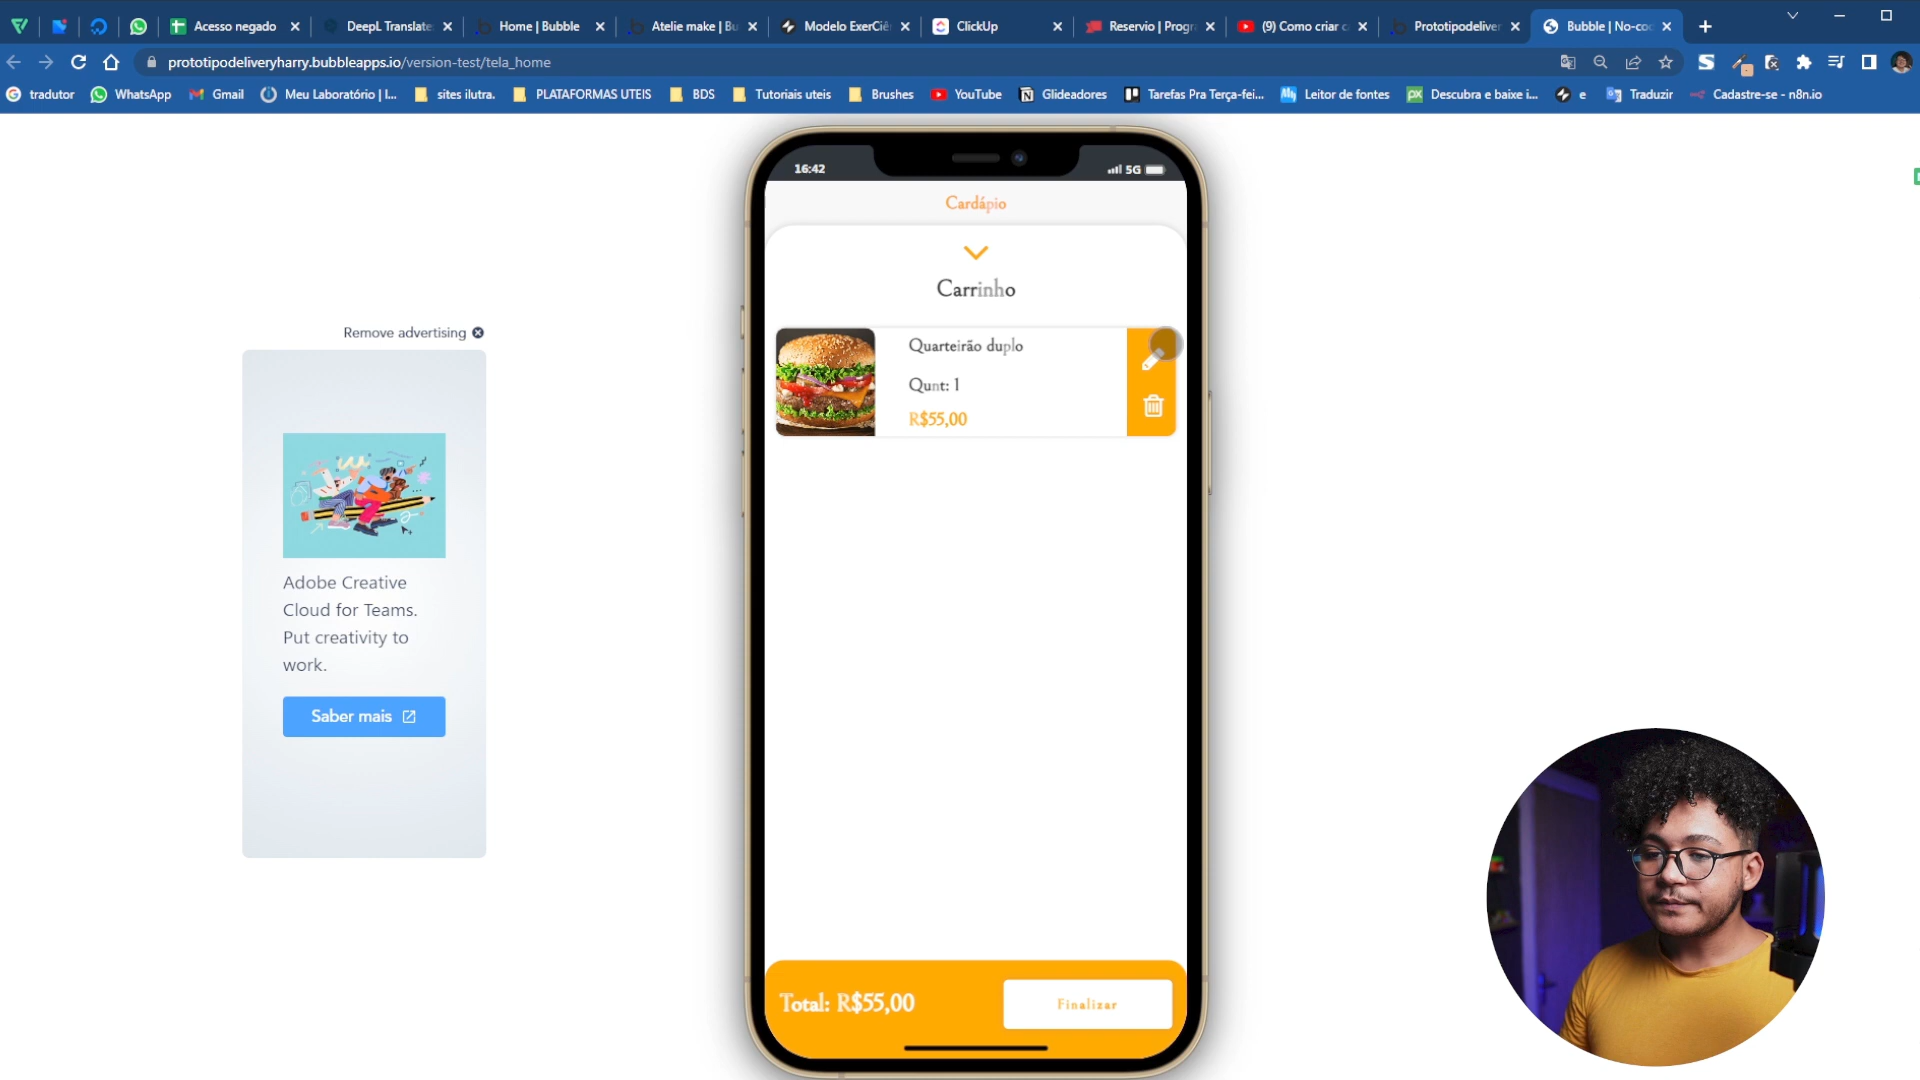 Acesso negado
DeepL Translate
Home | Bubble
Atelie make | Bu
Modelo ExerCiê
ClickUp
Reservio | Progr
(9) Como criar c
Prototipodeliver
Bubble | No-coc
prototipodeliveryharry.bubbleapps.io/version-test/tela_home
tradutor
WhatsApp
Gmail
Meu Laboratório | I...
sites ilutra.
PLATAFORMAS UTEIS
BDS
Tutoriais uteis
Brushes
YouTube
Glideadores
Tarefas Pra Terça-fei...
Leitor de fontes
Descubra e baixe i...
e
Traduzir
Cadastre-se - n8n.io
16:42
5G
Cardápio
Carrinho
Quarteirão duplo
Qunt: 1
R$55,00
Total: R$55,00
Finalizar
Remove advertising
Adobe Creative
Cloud for Teams.
Put creativity to
work.
Saber mais